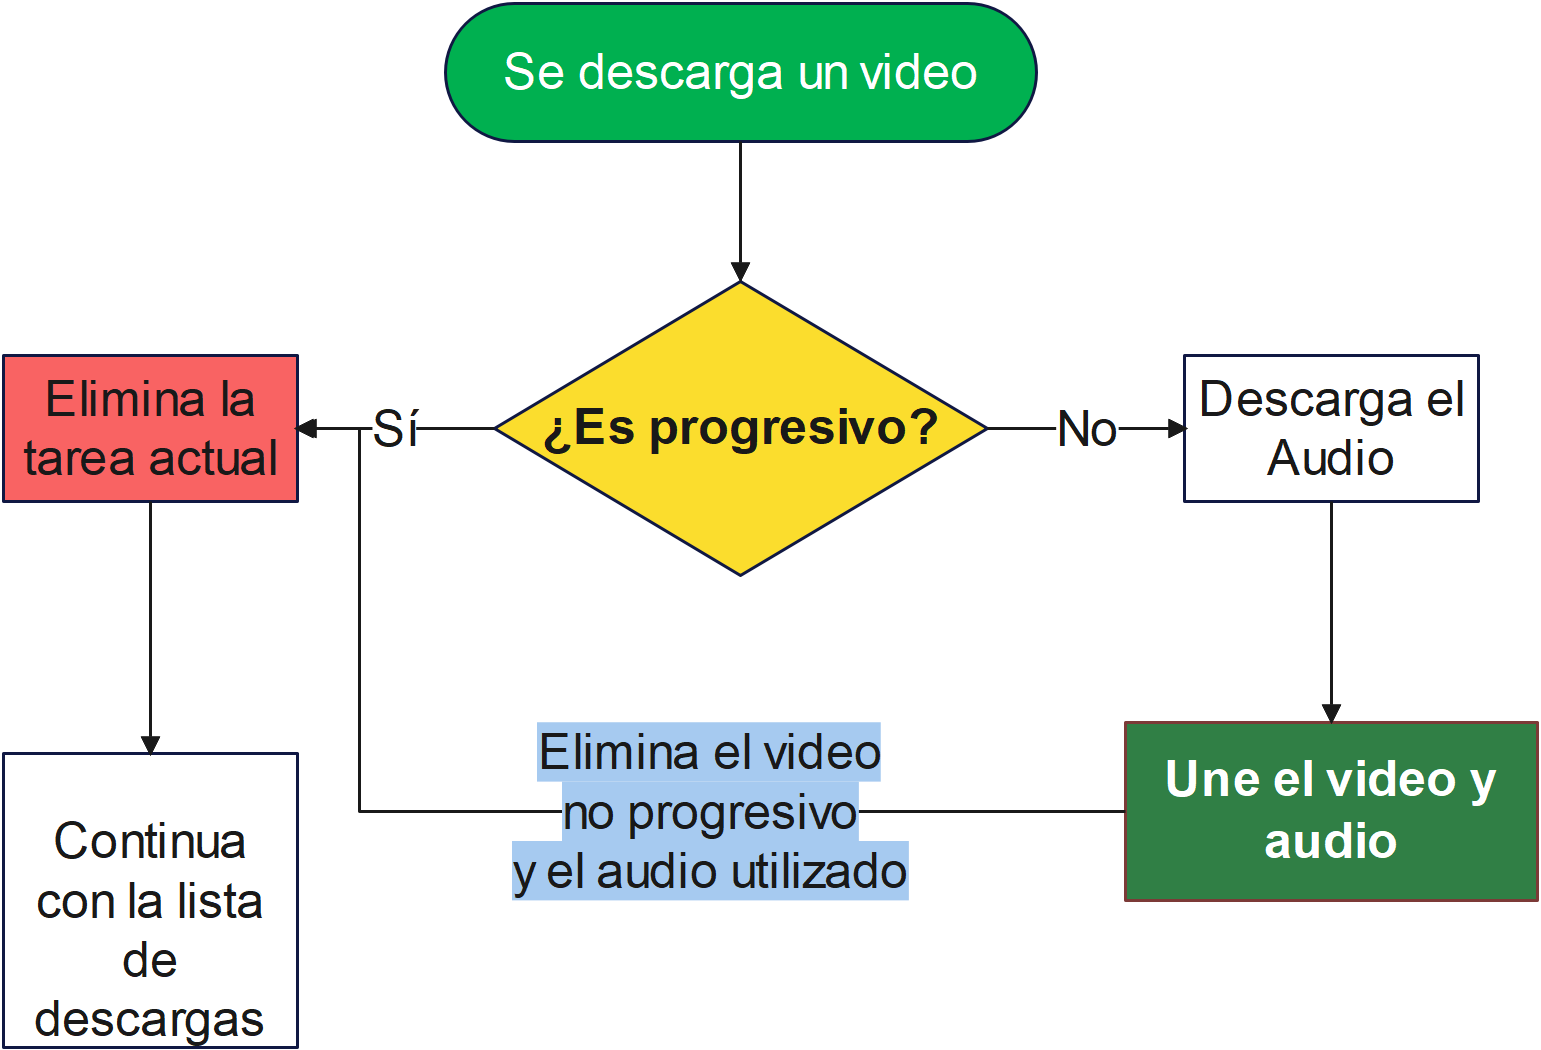 Se descarga un video
¿Es progresivo?
Sí
No
Elimina la
tarea actual
Descarga el
Audio
Une el video y
audio
Elimina el video
no progresivo
y el audio utilizado
Continua
con la lista
de
descargas